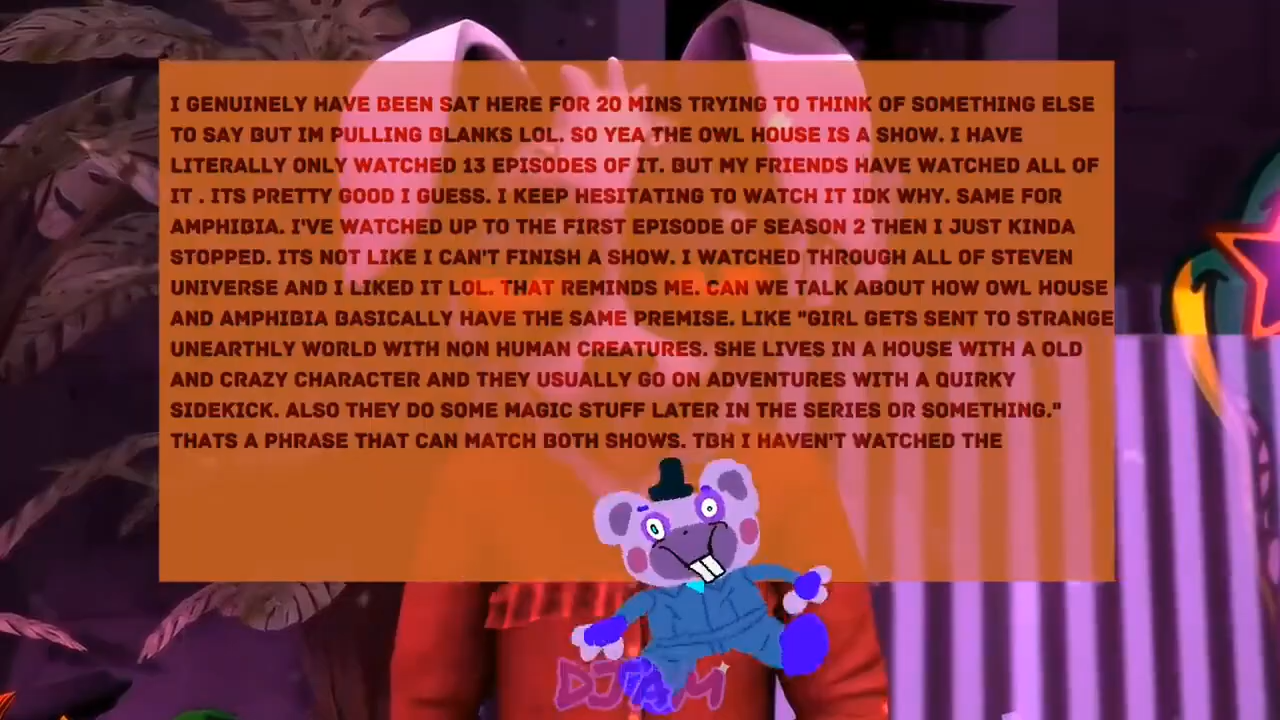 I GENUINELY HAVE BEEN SAT HERE FOR 20 MINS TRYING TO THINK OF SOMETHING ELSE
TO SAY BUT IM PULLING BLANKS LOL. SO YEA THE OWL HOUSE IS A SHOW. I HAVE
LITERALLY ONLY WATCHED 13 EPISODES OF IT. BUT MY FRIENDS HAVE WATCHED ALL OF
IT . ITS PRETTY GOOD I GUESS. I KEEP HESITATING TO WATCH IT IDK WHY. SAME FOR
AMPHIBIA. I'VE WATCHED UP TO THE FIRST EPISODE OF SEASON 2 THEN I JUST KINDA
STOPPED. ITS NOT LIKE I CAN'T FINISH A SHOW. I WATCHED THROUGH ALL OF STEVEN
UNIVERSE AND I LIKED IT LOL. THAT REMINDS ME. CAN WE TALK ABOUT HOW OWL HOUSE
AND AMPHIBIA BASICALLY HAVE THE SAME PREMISE. LIKE "GIRL GETS SENT TO STRANGE
UNEARTHLY WORLD WITH NON HUMAN CREATURES. SHE LIVES IN A HOUSE WITH A OLD
AND CRAZY CHARACTER AND THEY USUALLY GO ON ADVENTURES WITH A QUIRKY
SIDEKICK. ALSO THEY DO SOME MAGIC STUFF LATER IN THE SERIES OR SOMETHING."
THATS A PHRASE THAT CAN MATCH BOTH SHOWS. TBH I HAVEN'T WATCHED THE